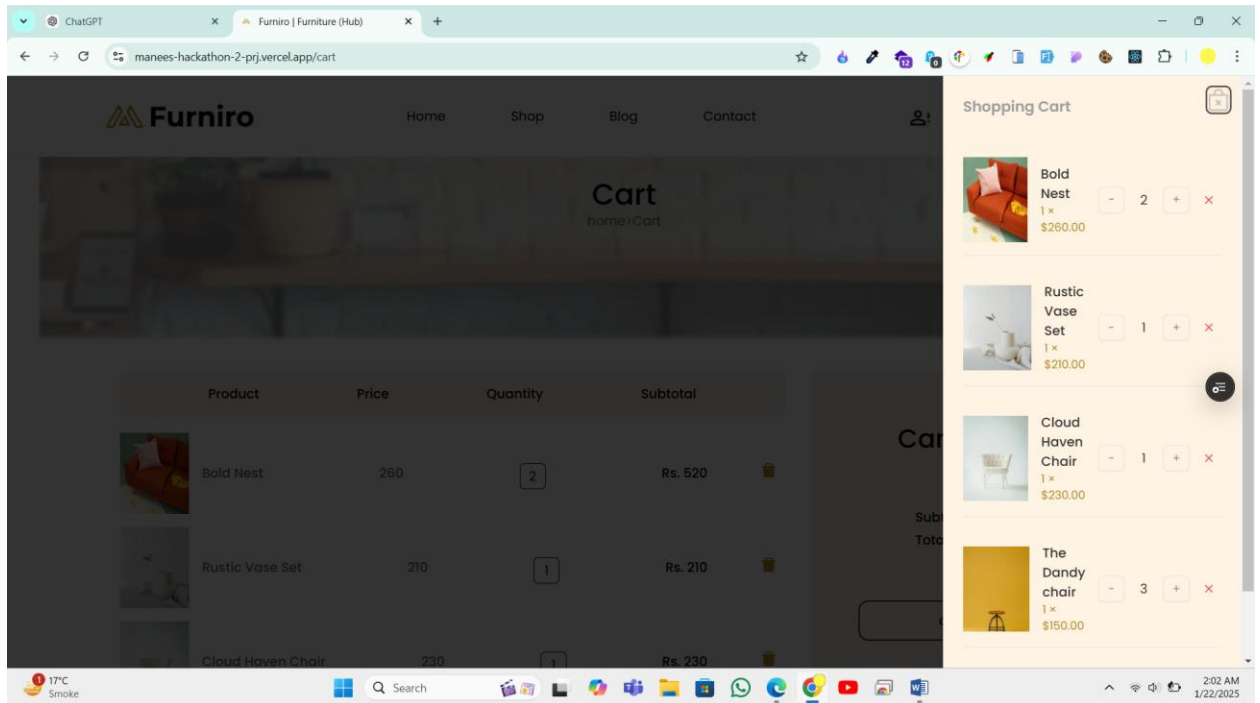 ChatGPT
Furniro | Furniture (Hub)
manees-hackathon-2-prj.vercel.app/cart
12
0
Furniro
Home Shop Blog Contact
Cart
home>Cart
Product Price Quantity Subtotal
Bold Nest 260 2 Rs. 520
Rustic Vase Set 210 1 Rs. 210
Cloud Haven Chair 230 1 Rs. 230
Shopping Cart
Bold
Nest
1 ×
$260.00
- 2 + ×
Rustic
Vase
Set
1 ×
$210.00
- 1 + ×
Cloud
Haven
Chair
1 ×
$230.00
- 1 + ×
The
Dandy
chair
1 ×
$150.00
- 3 + ×
1
17°C
Smoke
Search
2:02 AM
1/22/2025